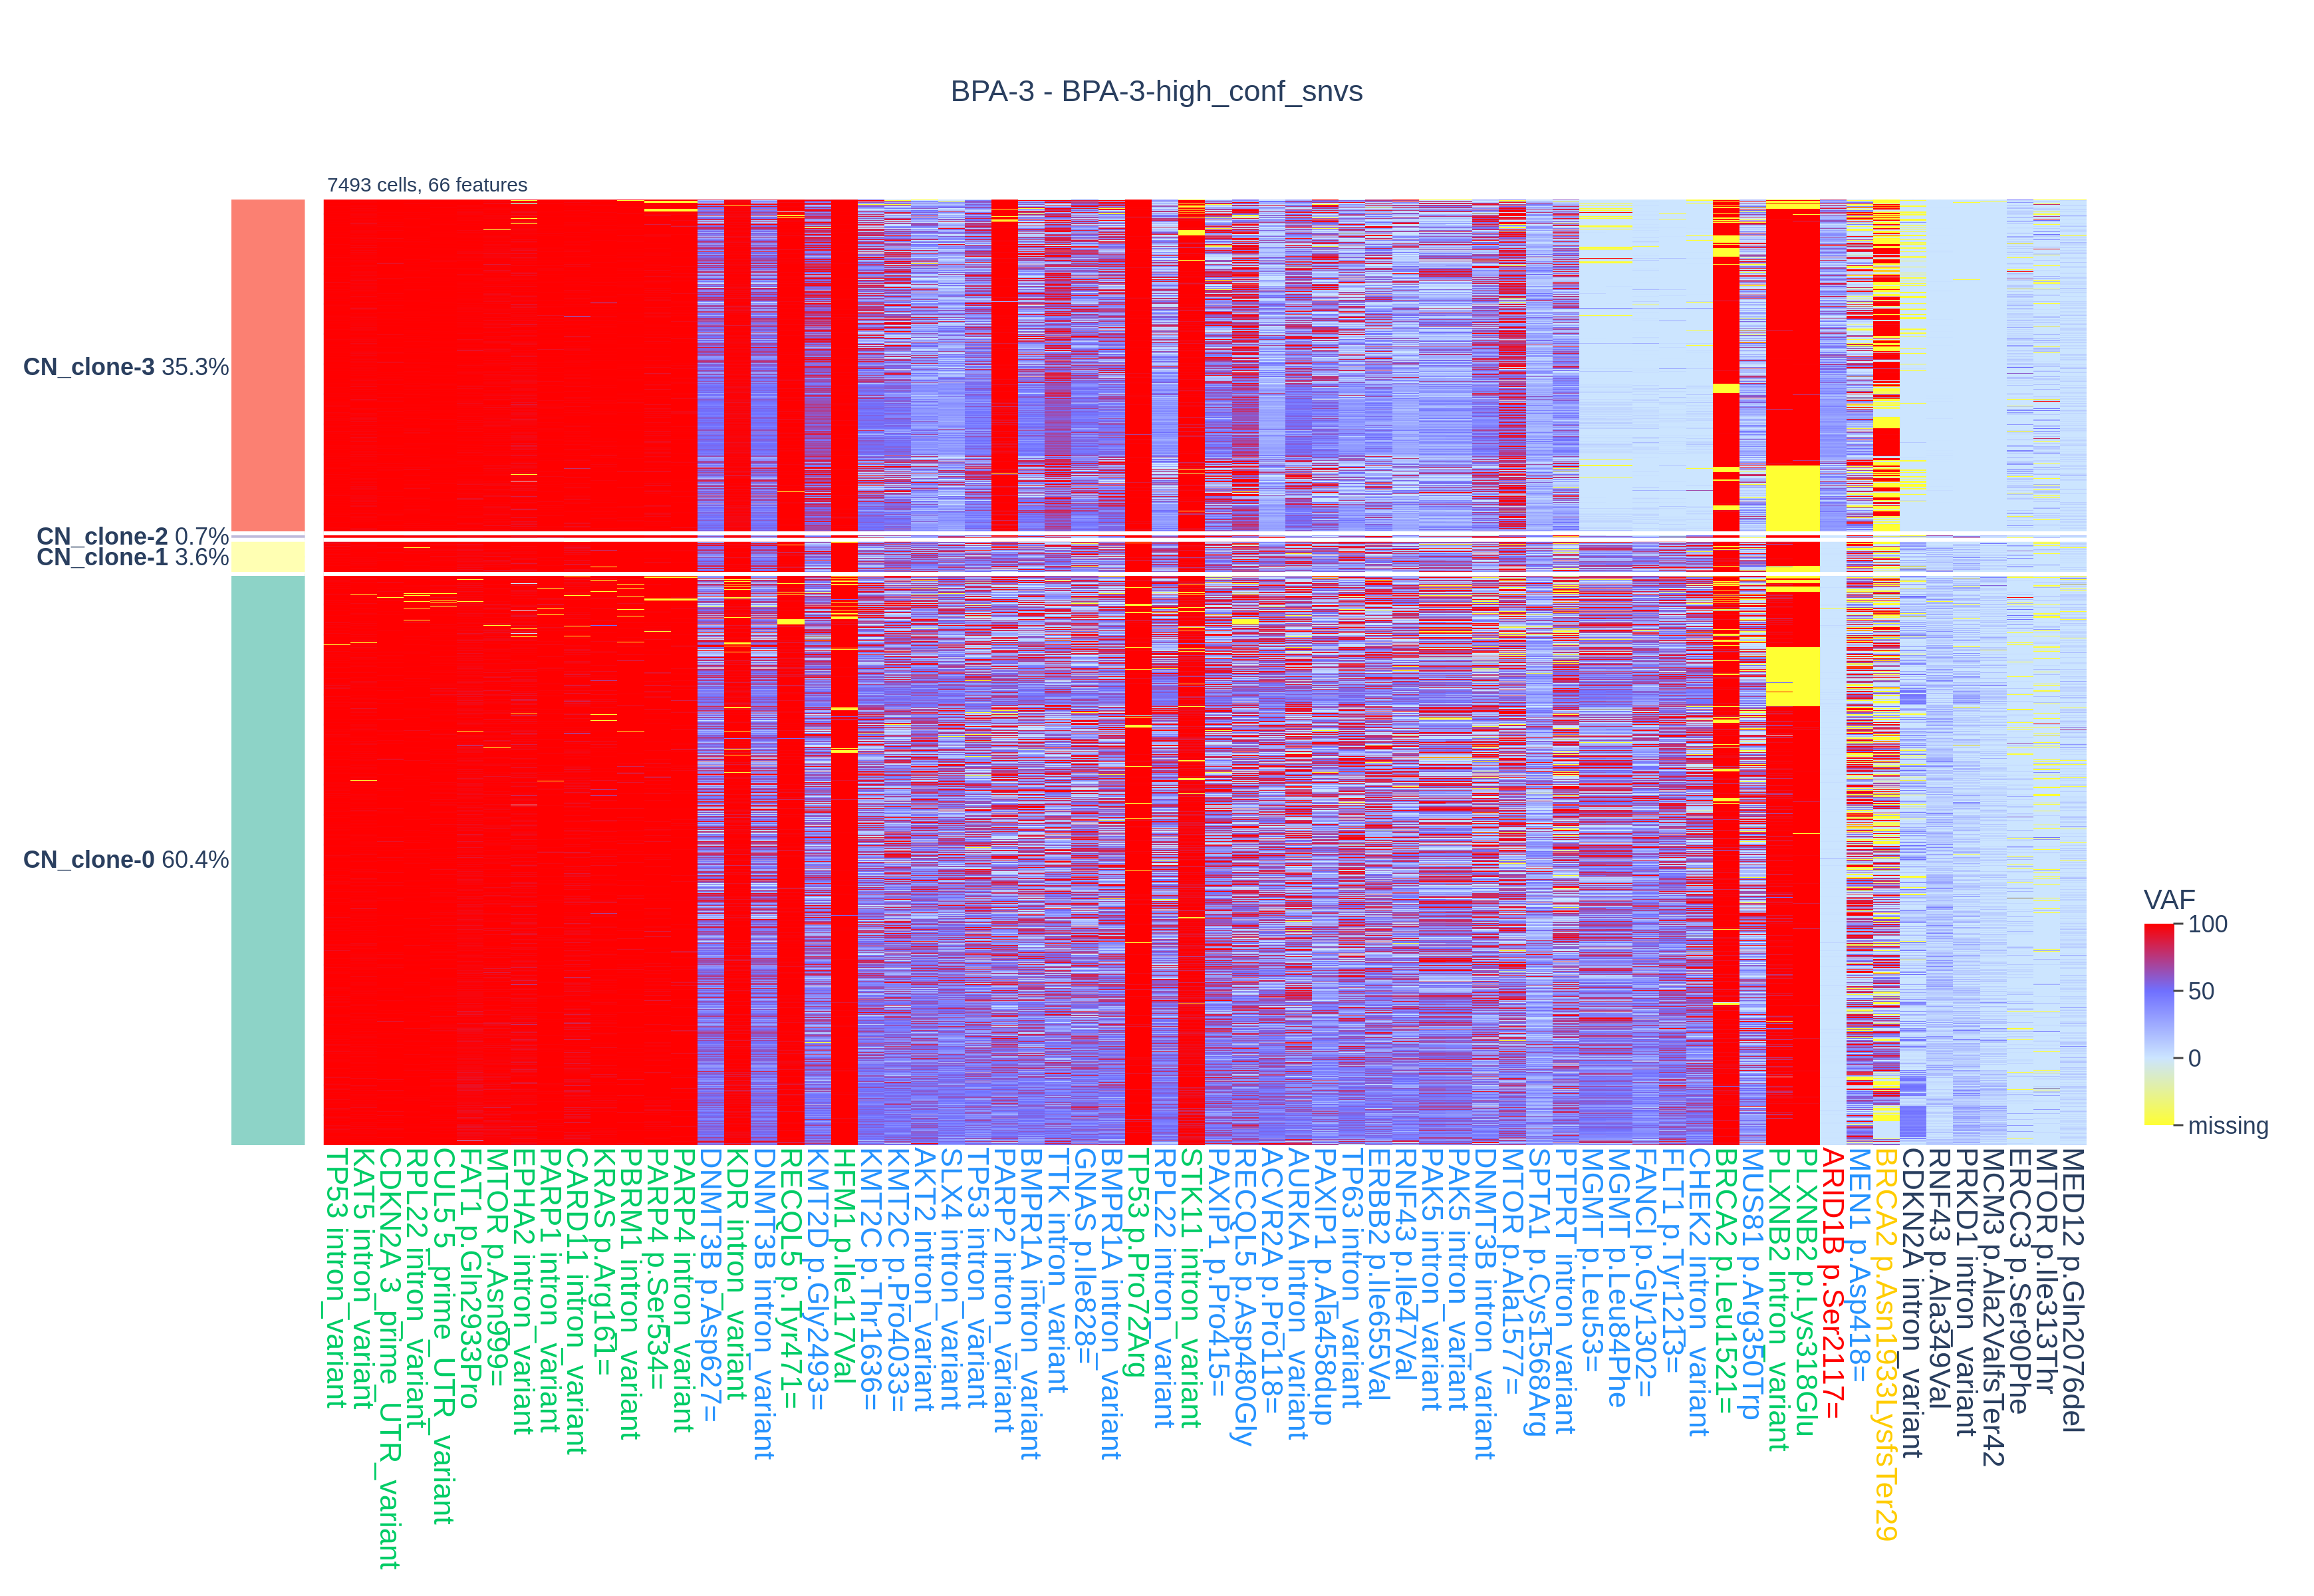 BPA-3 - BPA-3-high_conf_snvs
7493 cells, 66 features
CN_clone-3 35.3%
CN_clone-2 0.7%
CN_clone-1 3.6%
CN_clone-0 60.4%
VAF
100
50
0
missing
TP53 intron_variant
KAT5 intron_variant
CDKN2A 3_prime_UTR_variant
RPL22 intron_variant
CUL5 5_prime_UTR_variant
FAT1 p.Gln2933Pro
MTOR p.Asn999=
EPHA2 intron_variant
PARP1 intron_variant
CARD11 intron_variant
KRAS p.Arg161=
PBRM1 intron_variant
PARP4 p.Ser534=
PARP4 intron_variant
DNMT3B p.Asp627=
KDR intron_variant
DNMT3B intron_variant
RECQL5 p.Tyr471=
KMT2D p.Gly2493=
HFM1 p.Ile117Val
KMT2C p.Thr1636=
KMT2C p.Pro4033=
AKT2 intron_variant
SLX4 intron_variant
TP53 intron_variant
PARP2 intron_variant
BMPR1A intron_variant
TTK intron_variant
GNAS p.Ile828=
BMPR1A intron_variant
TP53 p.Pro72Arg
RPL22 intron_variant
STK11 intron_variant
PAXIP1 p.Pro415=
RECQL5 p.Asp480Gly
ACVR2A p.Pro118=
AURKA intron_variant
PAXIP1 p.Ala458dup
TP63 intron_variant
ERBB2 p.Ile655Val
RNF43 p.Ile47Val
PAK5 intron_variant
PAK5 intron_variant
DNMT3B intron_variant
MTOR p.Ala1577=
SPTA1 p.Cys1568Arg
PTPRT intron_variant
MGMT p.Leu53=
MGMT p.Leu84Phe
FANCI p.Gly1302=
FLT1 p.Tyr1213=
CHEK2 intron_variant
BRCA2 p.Leu1521=
MUS81 p.Arg350Trp
PLXNB2 intron_variant
PLXNB2 p.Lys318Glu
ARID1B p.Ser2117=
MEN1 p.Asp418=
BRCA2 p.Asn1933LysfsTer29
CDKN2A intron_variant
RNF43 p.Ala349Val
PRKD1 intron_variant
MCM3 p.Ala2ValfsTer42
ERCC3 p.Ser90Phe
MTOR p.Ile313Thr
MED12 p.Gln2076del